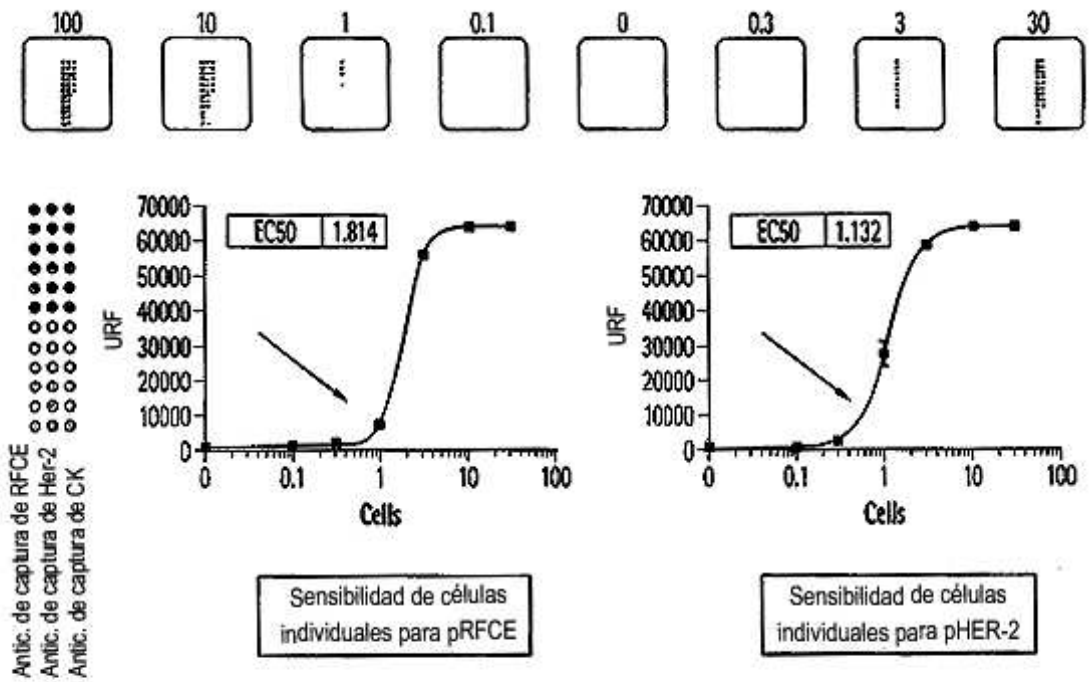 100 10 1 0.1 0 0.3 3 30
Antic. de captura de RFCE
Antic. de captura de Her-2
Antic. de captura de CK
70000
60000
50000
40000
30000
20000
10000
0
URF
EC50 1.814
0 0.1 1 10 100
Cells
Sensibilidad de células
individuales para pRFCE
70000
60000
50000
40000
30000
20000
10000
0
URF
EC50 1.132
0 0.1 1 10 100
Cells
Sensibilidad de células
individuales para pHER-2